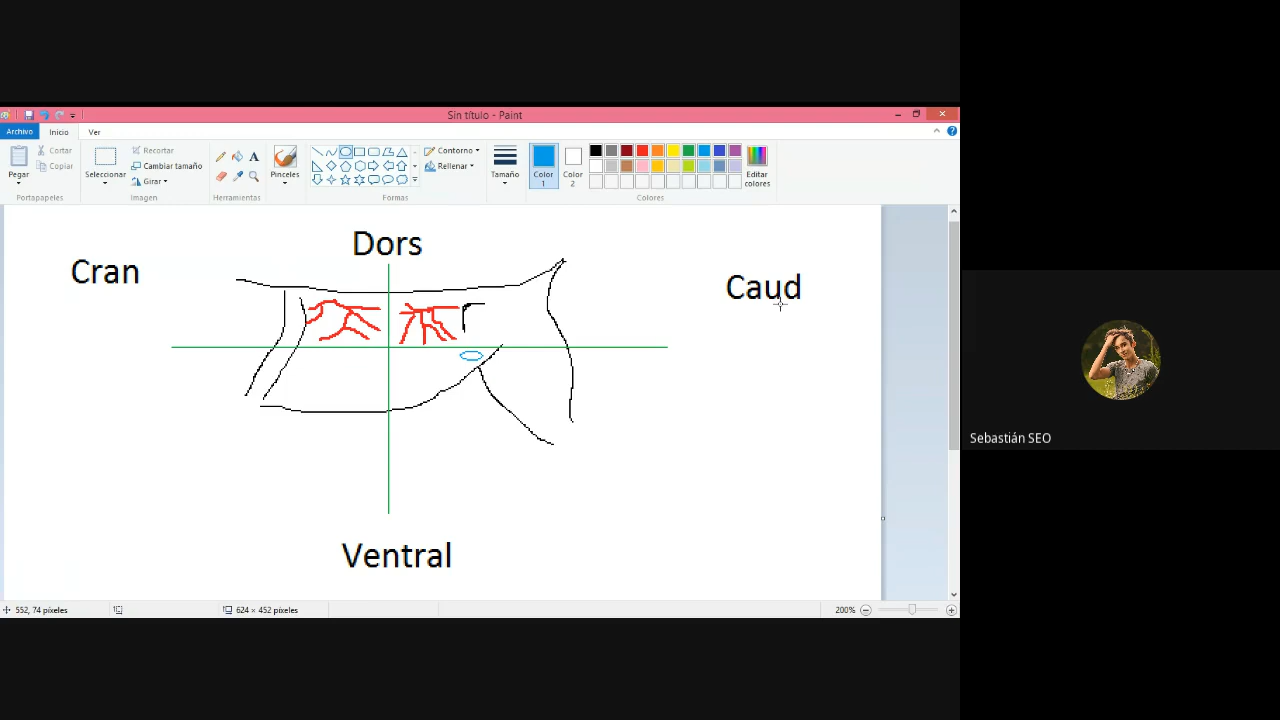 Sin título - Paint
Archivo Inicio Ver
Pegar
Cortar
Copiar
Portapapeles
Seleccionar
Recortar
Cambiar tamaño
Girar
Imagen
A
Herramientas
Pinceles
Contorno
Rellenar
Formas
Tamaño
Color 1
Color 2
Editar colores
Colores
Dors
Cran
Caud
Ventral
552, 74 píxeles
624 × 452 píxeles
200%
Sebastián SEO